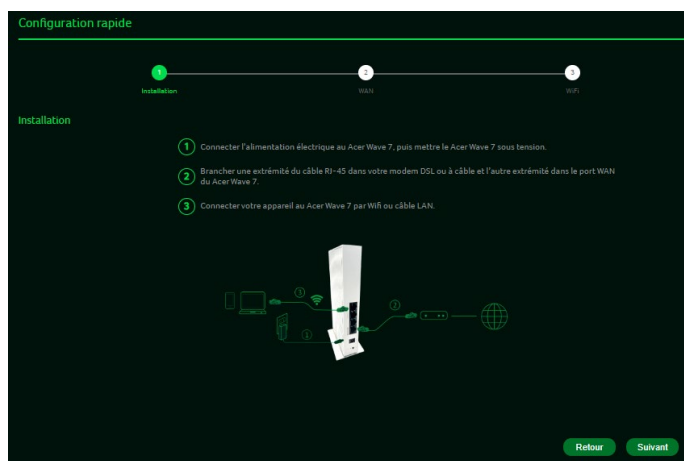 Configuration rapide
1
2
3
Installation
WAN
WiFi
Installation
1 Connecter l'alimentation électrique au Acer Wave 7, puis mettre le Acer Wave 7 sous tension.
2 Brancher une extrémité du câble RJ-45 dans votre modem DSL ou à câble et l'autre extrémité dans le port WAN
du Acer Wave 7.
3 Connecter votre appareil au Acer Wave 7 par Wifi ou câble LAN.
3
2
1
Retour
Suivant